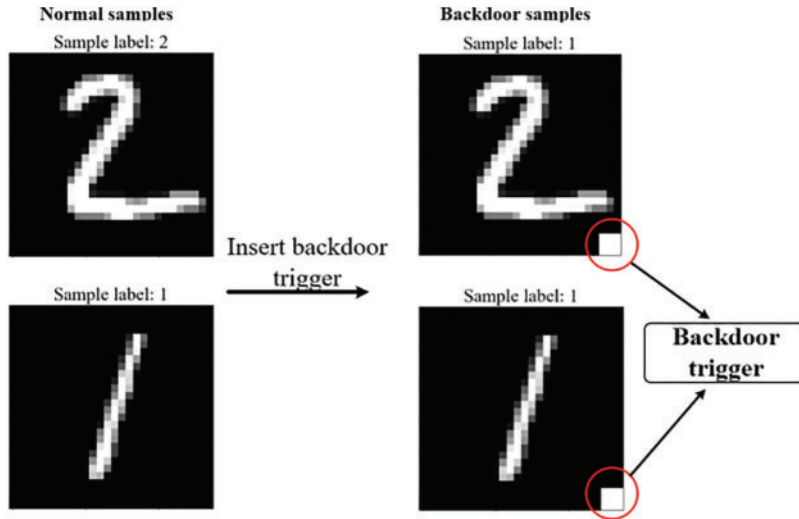 Normal samples
Sample label: 2
Backdoor samples
Sample label: 1
Insert backdoor
trigger
Sample label: 1
Sample label: 1
Backdoor
trigger